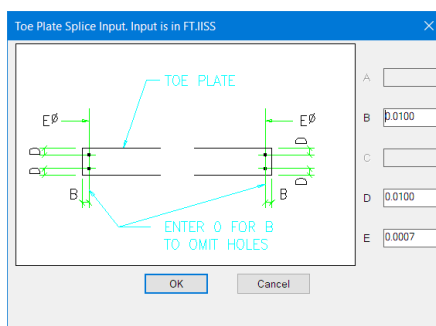 Toe Plate Splice Input. Input is in FT.IISS
TOE PLATE
A
EØ
EØ
B
0.0100
D
D
C
D
D
B
B
D
0.0100
ENTER 0 FOR B
TO OMIT HOLES
E
0.0007
OK
Cancel